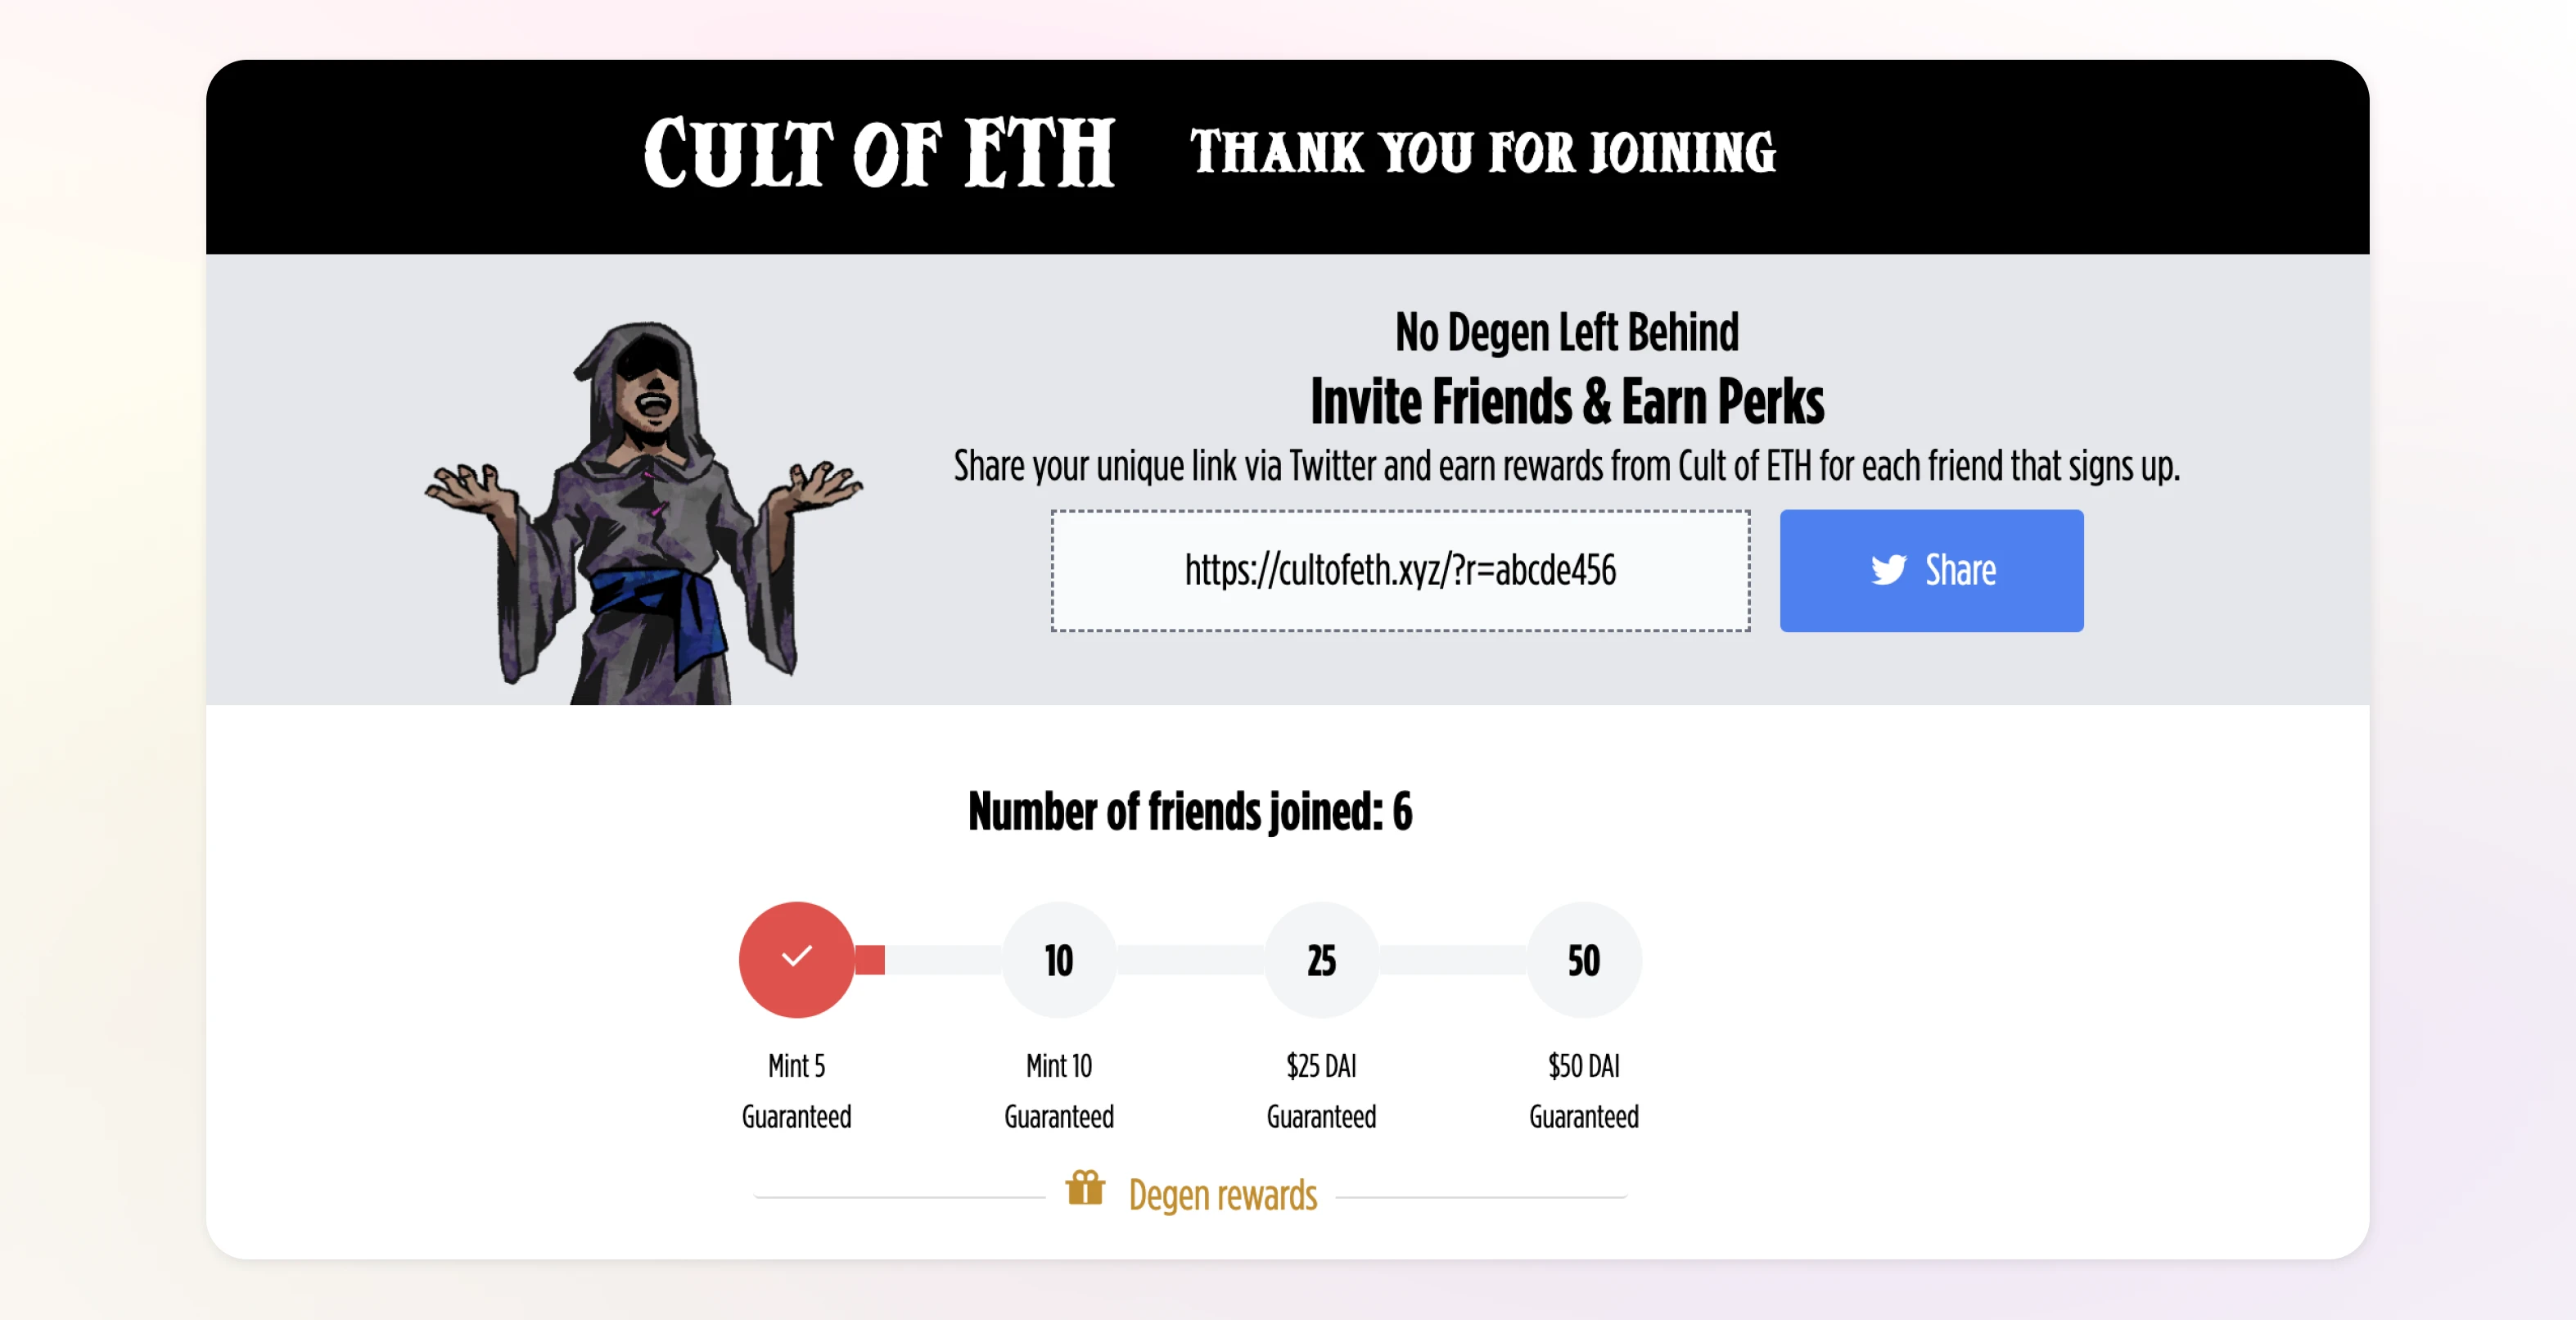 CULT OF ETH
THANK YOU FOR JOINING
No Degen Left Behind
Invite Friends & Earn Perks
Share your unique link via Twitter and earn rewards from Cult of ETH for each friend that signs up.
https://cultofeth.xyz/?r=abcde456
Share
Number of friends joined: 6
10
25
50
Mint 5
Guaranteed
Mint 10
Guaranteed
$25 DAI
Guaranteed
$50 DAI
Guaranteed
Degen rewards